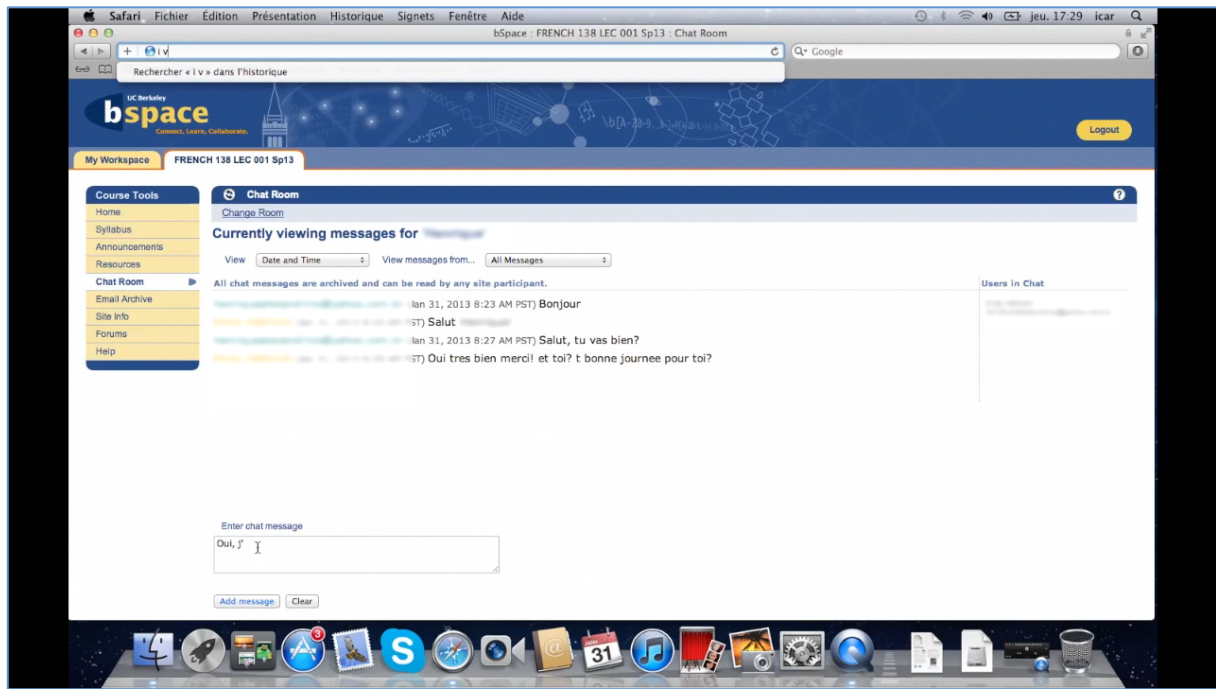 Safari Fichier Édition Présentation Historique Signets Fenêtre Aide jeu. 17:29 icar
bSpace : FRENCH 138 LEC 001 Sp13 : Chat Room
i v
Google
Rechercher « i v » dans l'historique
UC Berkeley
bspace
Connect. Learn. Collaborate.
Logout
My Workspace FRENCH 138 LEC 001 Sp13
Course Tools
Home
Syllabus
Announcements
Resources
Chat Room
Email Archive
Site Info
Forums
Help
Chat Room
Change Room
Currently viewing messages for
View Date and Time View messages from... All Messages
All chat messages are archived and can be read by any site participant.
Users in Chat
Jan 31, 2013 8:23 AM PST) Bonjour
ST) Salut
Jan 31, 2013 8:27 AM PST) Salut, tu vas bien?
ST) Oui tres bien merci! et toi? t bonne journee pour toi?
Enter chat message
Oui, j'
Add message Clear
3
31